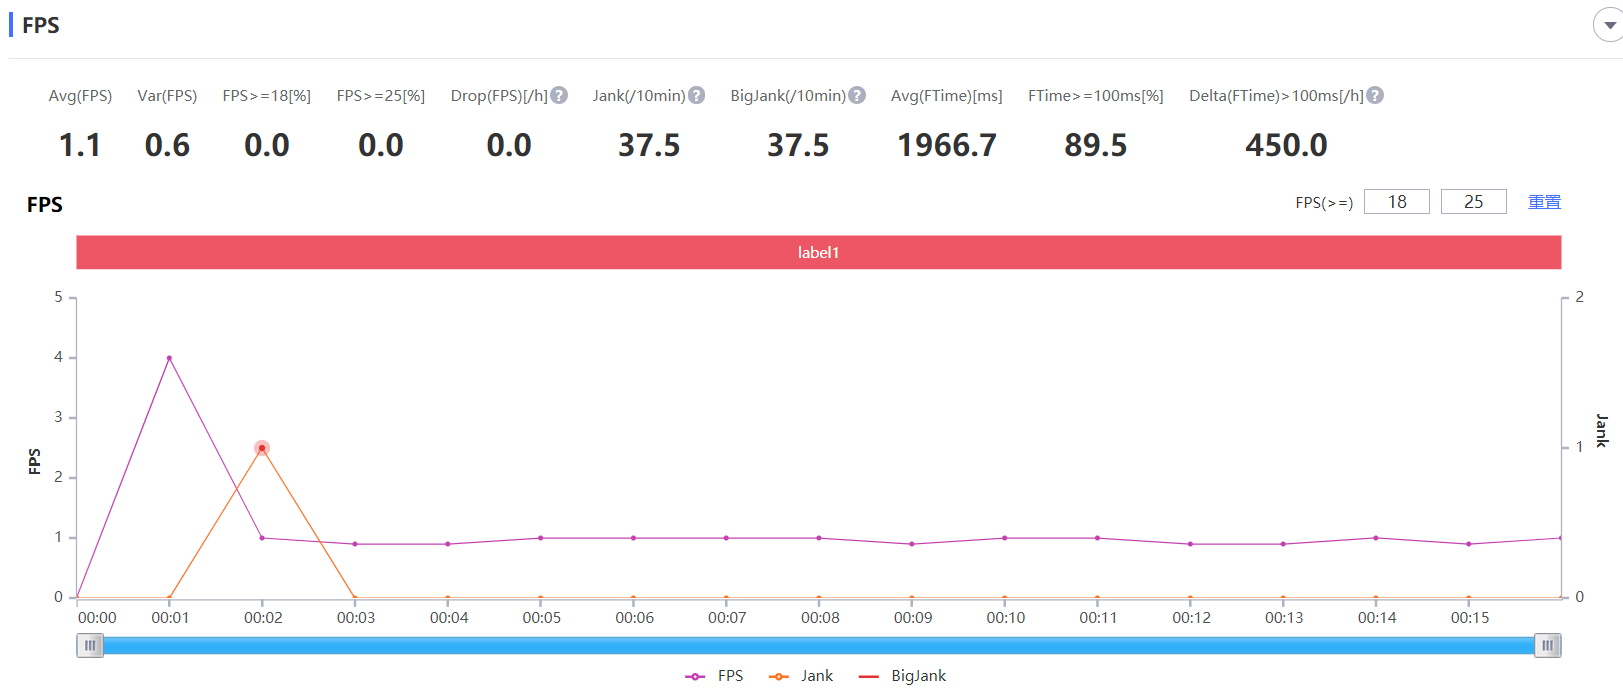 FPS
Avg(FPS) Var(FPS) FPS>=18[%] FPS>=25[%] Drop(FPS)[/h] ? Jank(/10min) ? BigJank(/10min) ? Avg(FTime)[ms] FTime>=100ms[%] Delta(FTime)>100ms[/h] ?
1.1 0.6 0.0 0.0 0.0 37.5 37.5 1966.7 89.5 450.0
FPS FPS(>=) 18 25 重置
label1
5 2
4
3
Jank
FPS
1
2
1
0 0
00:00 00:01 00:02 00:03 00:04 00:05 00:06 00:07 00:08 00:09 00:10 00:11 00:12 00:13 00:14 00:15
FPS Jank BigJank